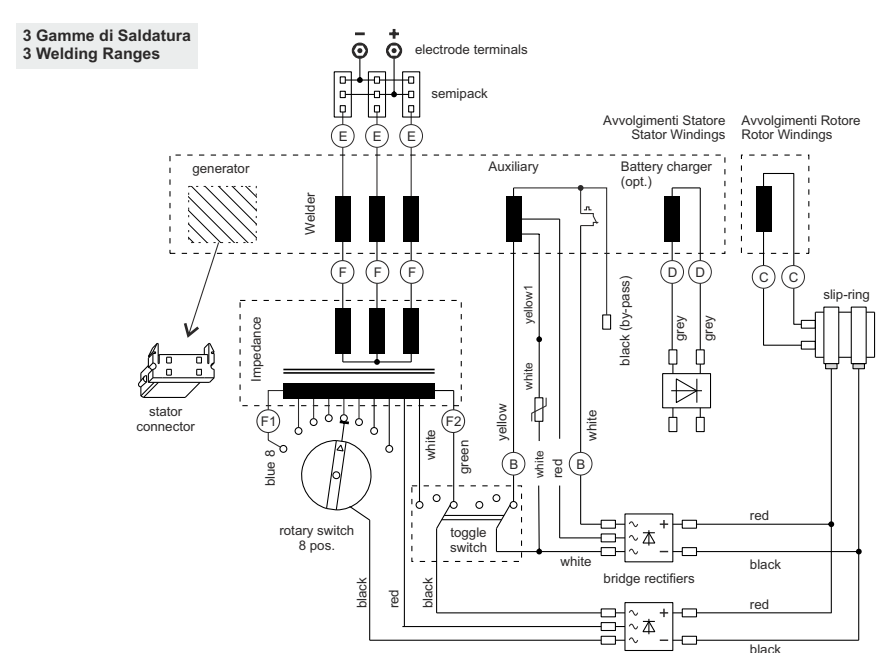 3 Gamme di Saldatura
3 Welding Ranges
− +
electrode terminals
semipack
E E E
Avvolgimenti Statore
Stator Windings
Avvolgimenti Rotore
Rotor Windings
generator
Welder
Auxiliary
Battery charger
(opt.)
F F F
D D
C C
yellow1
black (by-pass)
grey
grey
slip-ring
Impedance
stator
connector
white
F1
F2
blue 8
white
green
yellow
white
red
white
B
B
rotary switch
8 pos.
toggle
switch
white
∼ +
∼
∼ −
red
black
bridge rectifiers
black
red
black
∼ +
∼
∼ −
red
black